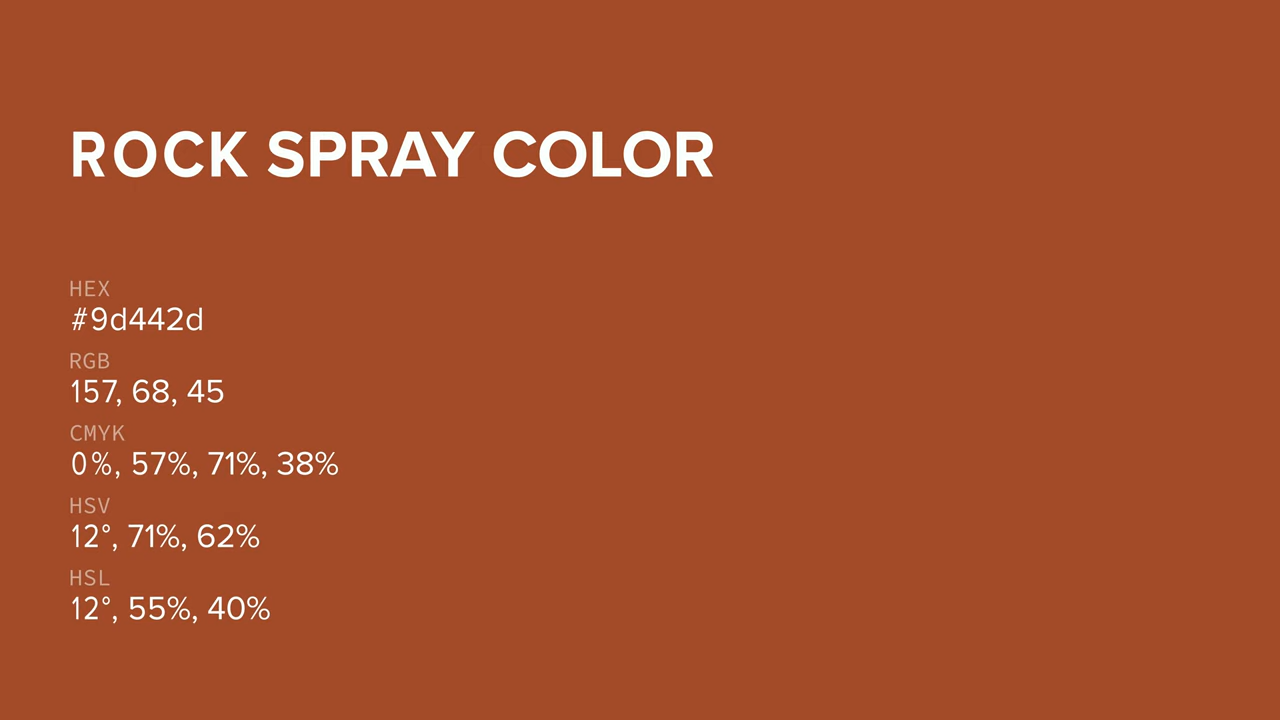 ROCK SPRAY COLOR
HEX
#9d442d
RGB
157, 68, 45
CMYK
0%, 57%, 71%, 38%
HSV
12°, 71%, 62%
HSL
12°, 55%, 40%